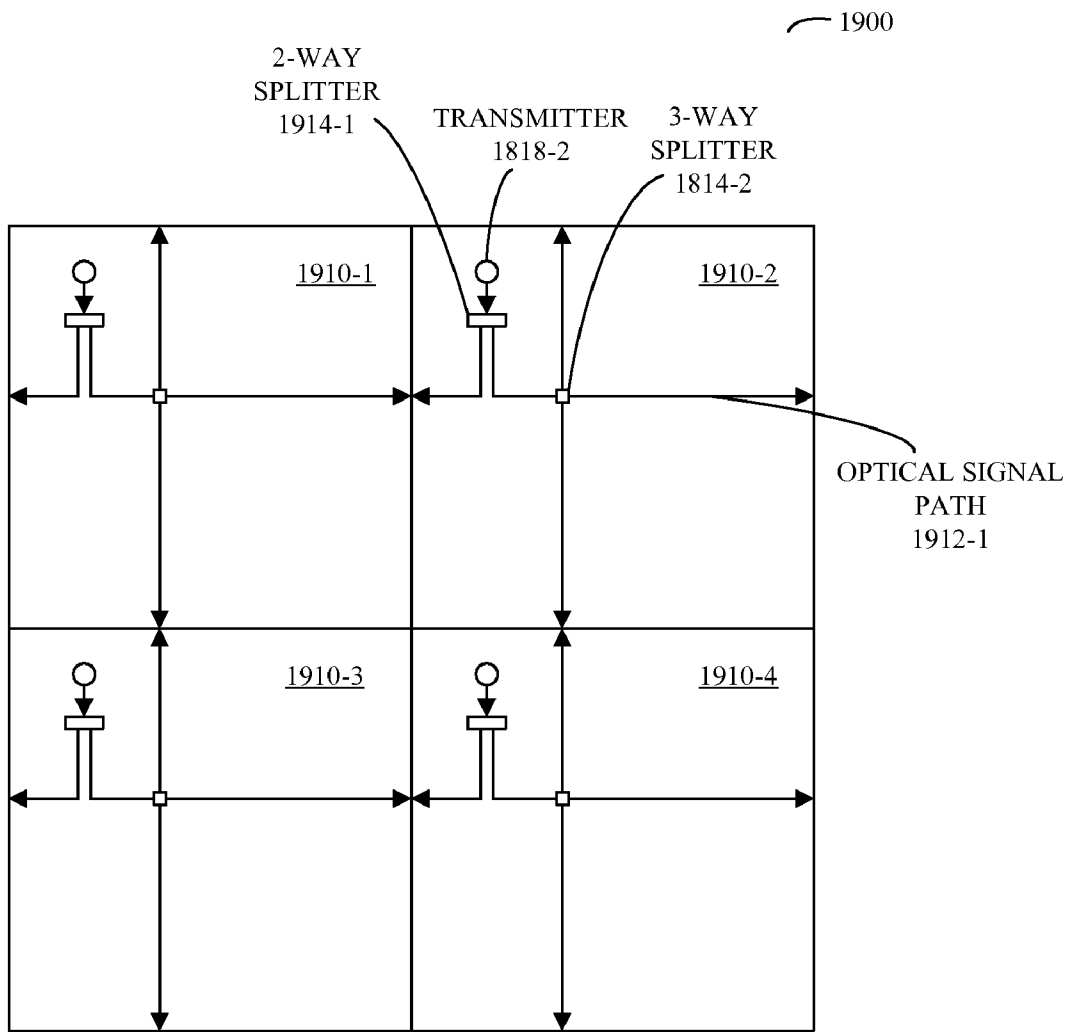 1900
2-WAY
SPLITTER
1914-1
TRANSMITTER
1818-2
3-WAY
SPLITTER
1814-2
1910-1
1910-2
OPTICAL SIGNAL
PATH
1912-1
1910-3
1910-4